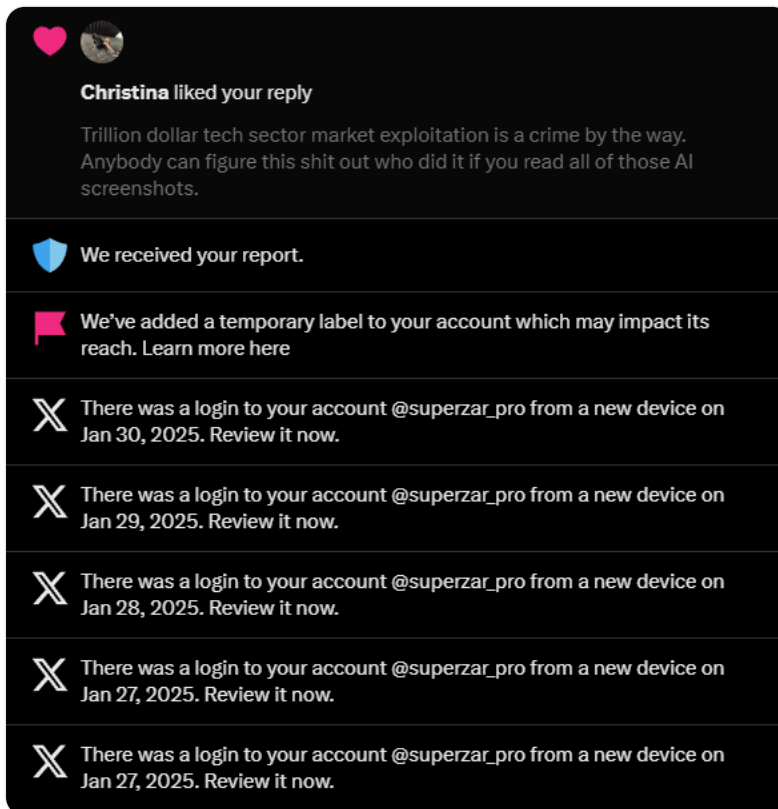 Christina liked your reply
Trillion dollar tech sector market exploitation is a crime by the way.
Anybody can figure this shit out who did it if you read all of those AI
screenshots.
We received your report.
We’ve added a temporary label to your account which may impact its
reach. Learn more here
There was a login to your account @superzar_pro from a new device on
Jan 30, 2025. Review it now.
There was a login to your account @superzar_pro from a new device on
Jan 29, 2025. Review it now.
There was a login to your account @superzar_pro from a new device on
Jan 28, 2025. Review it now.
There was a login to your account @superzar_pro from a new device on
Jan 27, 2025. Review it now.
There was a login to your account @superzar_pro from a new device on
Jan 27, 2025. Review it now.